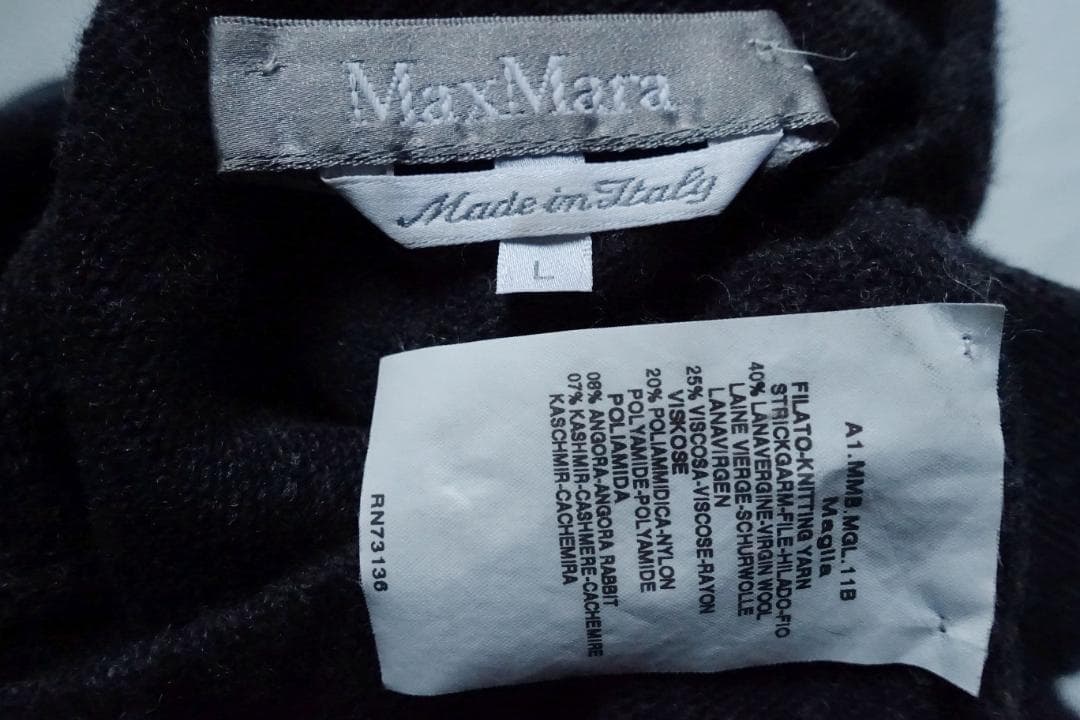 MaxMara
Made in Italy
L
A1.MMB.MGL.11B
Maglia
FILATO-KNITTING YARN
STRICKGARM-FILE-HILADO-FIO
40% LANAVERGINE-VIRGIN WOOL
LAINE VIERGE-SCHURWOLLE
LANAVIRGEN
25% VISCOSA-VISCOSE-RAYON
VISKOSE
20% POLIAMMIDICA-NYLON
POLYAMIDE-POLYAMIDE
POLIAMIDA
08% ANGORA-ANGORA RABBIT
07% KASHMIR-CASHMERE-CACHEMIRE
KASCHMIR-CACHEMIRA
RN73136